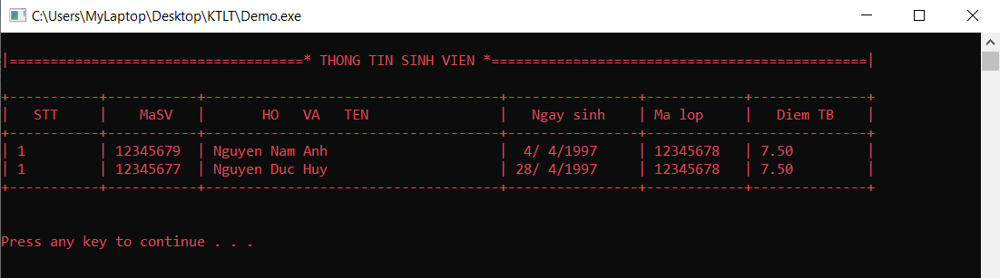 C:\Users\MyLaptop\Desktop\KTLT\Demo.exe
|====================================* THONG TIN SINH VIEN *==============================================|
+-----------+-----------+------------------------------------+---------------+------------+--------------+
|   STT     |    MaSV   |       HO   VA   TEN                |   Ngay sinh   | Ma lop     |   Diem TB    |
+-----------+-----------+------------------------------------+---------------+------------+--------------+
| 1         | 12345679  | Nguyen Nam Anh                     |  4/ 4/1997    | 12345678   | 7.50         |
| 1         | 12345677  | Nguyen Duc Huy                     | 28/ 4/1997    | 12345678   | 7.50         |
+-----------+-----------+------------------------------------+---------------+------------+--------------+
Press any key to continue . . .